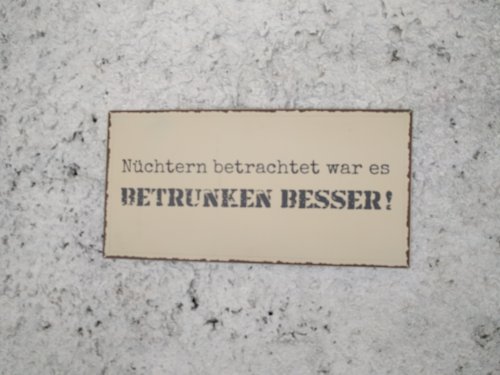 Nüchtern betrachtet war es
BETRUNKEN BESSER!